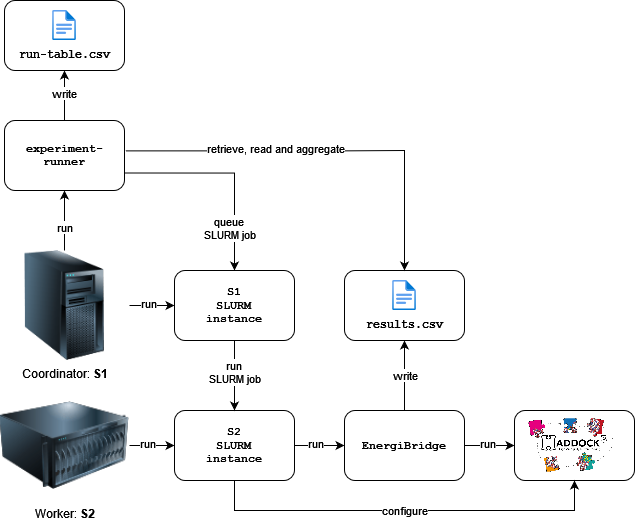 run-table.csv
write
experiment-
runner
retrieve, read and aggregate
run
queue
SLURM job
S1
SLURM
instance
run
results.csv
Coordinator: S1
run
SLURM job
write
S2
SLURM
instance
run
run
EnergiBridge
run
ADDOCK
Worker: S2
configure